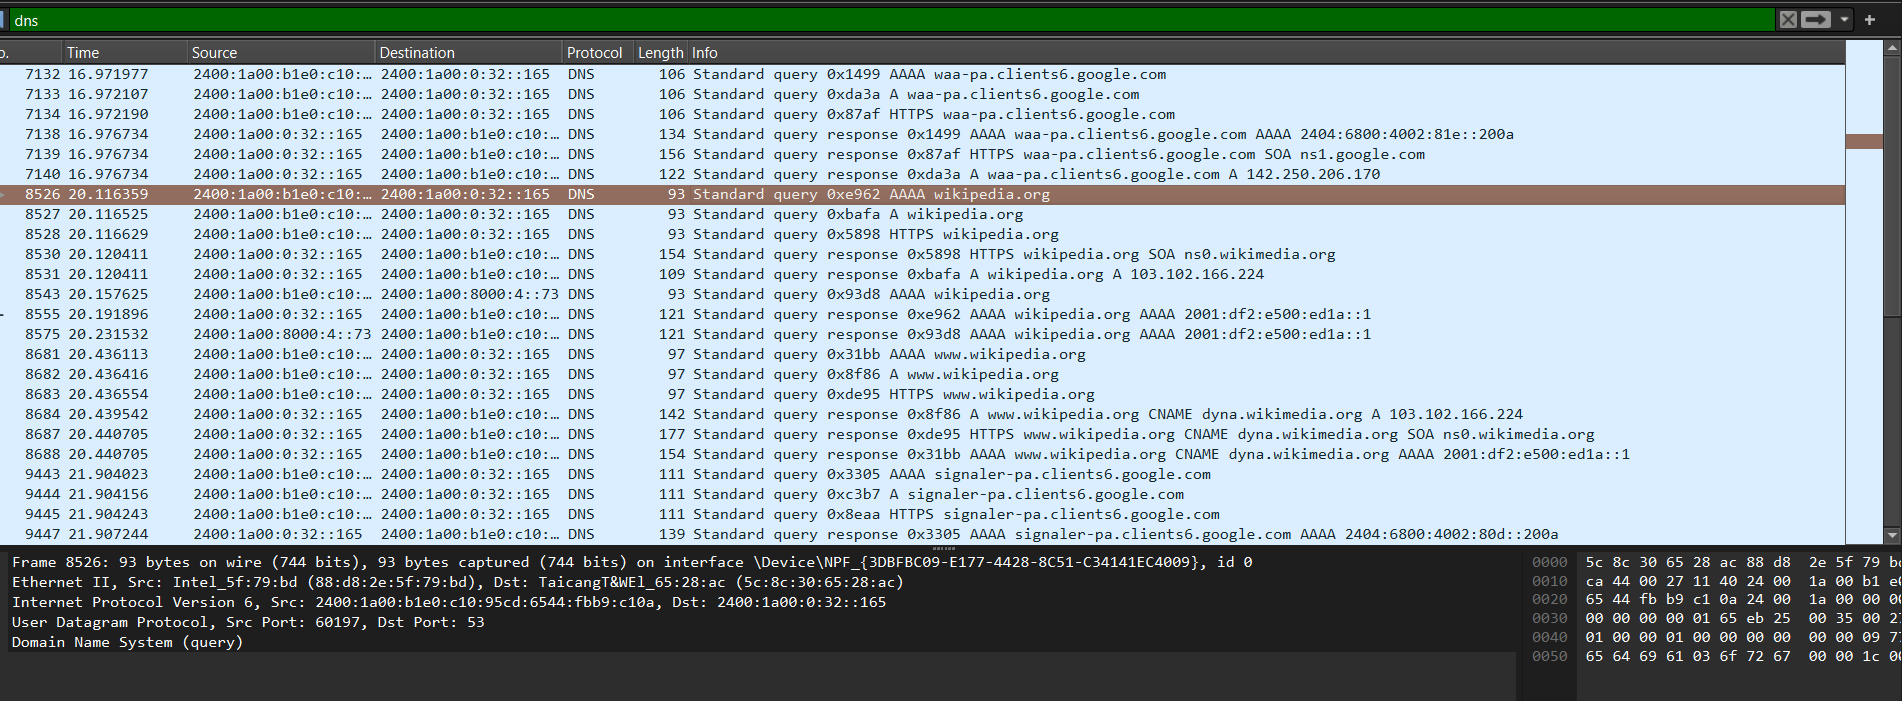 dns
o. Time Source Destination Protocol Length Info
7132 16.971977 2400:1a00:b1e0:c10:… 2400:1a00:0:32::165 DNS 106 Standard query 0x1499 AAAA waa-pa.clients6.google.com
7133 16.972107 2400:1a00:b1e0:c10:… 2400:1a00:0:32::165 DNS 106 Standard query 0xda3a A waa-pa.clients6.google.com
7134 16.972190 2400:1a00:b1e0:c10:… 2400:1a00:0:32::165 DNS 106 Standard query 0x87af HTTPS waa-pa.clients6.google.com
7138 16.976734 2400:1a00:0:32::165 2400:1a00:b1e0:c10:… DNS 134 Standard query response 0x1499 AAAA waa-pa.clients6.google.com AAAA 2404:6800:4002:81e::200a
7139 16.976734 2400:1a00:0:32::165 2400:1a00:b1e0:c10:… DNS 156 Standard query response 0x87af HTTPS waa-pa.clients6.google.com SOA ns1.google.com
7140 16.976734 2400:1a00:0:32::165 2400:1a00:b1e0:c10:… DNS 122 Standard query response 0xda3a A waa-pa.clients6.google.com A 142.250.206.170
8526 20.116359 2400:1a00:b1e0:c10:… 2400:1a00:0:32::165 DNS 93 Standard query 0xe962 AAAA wikipedia.org
8527 20.116525 2400:1a00:b1e0:c10:… 2400:1a00:0:32::165 DNS 93 Standard query 0xbafa A wikipedia.org
8528 20.116629 2400:1a00:b1e0:c10:… 2400:1a00:0:32::165 DNS 93 Standard query 0x5898 HTTPS wikipedia.org
8530 20.120411 2400:1a00:0:32::165 2400:1a00:b1e0:c10:… DNS 154 Standard query response 0x5898 HTTPS wikipedia.org SOA ns0.wikimedia.org
8531 20.120411 2400:1a00:0:32::165 2400:1a00:b1e0:c10:… DNS 109 Standard query response 0xbafa A wikipedia.org A 103.102.166.224
8543 20.157625 2400:1a00:b1e0:c10:… 2400:1a00:8000:4::73 DNS 93 Standard query 0x93d8 AAAA wikipedia.org
8555 20.191896 2400:1a00:0:32::165 2400:1a00:b1e0:c10:… DNS 121 Standard query response 0xe962 AAAA wikipedia.org AAAA 2001:df2:e500:ed1a::1
8575 20.231532 2400:1a00:8000:4::73 2400:1a00:b1e0:c10:… DNS 121 Standard query response 0x93d8 AAAA wikipedia.org AAAA 2001:df2:e500:ed1a::1
8681 20.436113 2400:1a00:b1e0:c10:… 2400:1a00:0:32::165 DNS 97 Standard query 0x31bb AAAA www.wikipedia.org
8682 20.436416 2400:1a00:b1e0:c10:… 2400:1a00:0:32::165 DNS 97 Standard query 0x8f86 A www.wikipedia.org
8683 20.436554 2400:1a00:b1e0:c10:… 2400:1a00:0:32::165 DNS 97 Standard query 0xde95 HTTPS www.wikipedia.org
8684 20.439542 2400:1a00:0:32::165 2400:1a00:b1e0:c10:… DNS 142 Standard query response 0x8f86 A www.wikipedia.org CNAME dyna.wikimedia.org A 103.102.166.224
8687 20.440705 2400:1a00:0:32::165 2400:1a00:b1e0:c10:… DNS 177 Standard query response 0xde95 HTTPS www.wikipedia.org CNAME dyna.wikimedia.org SOA ns0.wikimedia.org
8688 20.440705 2400:1a00:0:32::165 2400:1a00:b1e0:c10:… DNS 154 Standard query response 0x31bb AAAA www.wikipedia.org CNAME dyna.wikimedia.org AAAA 2001:df2:e500:ed1a::1
9443 21.904023 2400:1a00:b1e0:c10:… 2400:1a00:0:32::165 DNS 111 Standard query 0x3305 AAAA signaler-pa.clients6.google.com
9444 21.904156 2400:1a00:b1e0:c10:… 2400:1a00:0:32::165 DNS 111 Standard query 0xc3b7 A signaler-pa.clients6.google.com
9445 21.904243 2400:1a00:b1e0:c10:… 2400:1a00:0:32::165 DNS 111 Standard query 0x8eaa HTTPS signaler-pa.clients6.google.com
9447 21.907244 2400:1a00:0:32::165 2400:1a00:b1e0:c10:… DNS 139 Standard query response 0x3305 AAAA signaler-pa.clients6.google.com AAAA 2404:6800:4002:80d::200a
Frame 8526: 93 bytes on wire (744 bits), 93 bytes captured (744 bits) on interface \Device\NPF_{3DBFBC09-E177-4428-8C51-C34141EC4009}, id 0
Ethernet II, Src: Intel_5f:79:bd (88:d8:2e:5f:79:bd), Dst: TaicangT&WEl_65:28:ac (5c:8c:30:65:28:ac)
Internet Protocol Version 6, Src: 2400:1a00:b1e0:c10:95cd:6544:fbb9:c10a, Dst: 2400:1a00:0:32::165
User Datagram Protocol, Src Port: 60197, Dst Port: 53
Domain Name System (query)
0000 5c 8c 30 65 28 ac 88 d8 2e 5f 79
0010 ca 44 00 27 11 40 24 00 1a 00 b1
0020 65 44 fb b9 c1 0a 24 00 1a 00 00
0030 00 00 00 00 01 65 eb 25 00 35 00
0040 01 00 00 01 00 00 00 00 00 00 09
0050 65 64 69 61 03 6f 72 67 00 00 1c